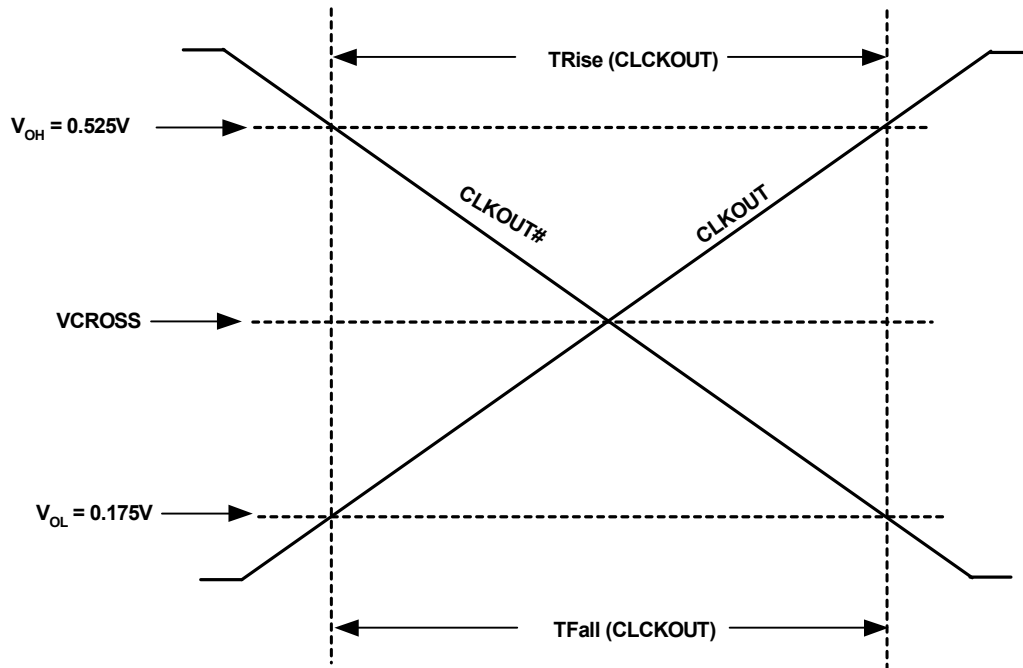 TRise (CLCKOUT)
VOH = 0.525V
CLKOUT#
CLKOUT
VCROSS
VOL = 0.175V
TFall (CLCKOUT)